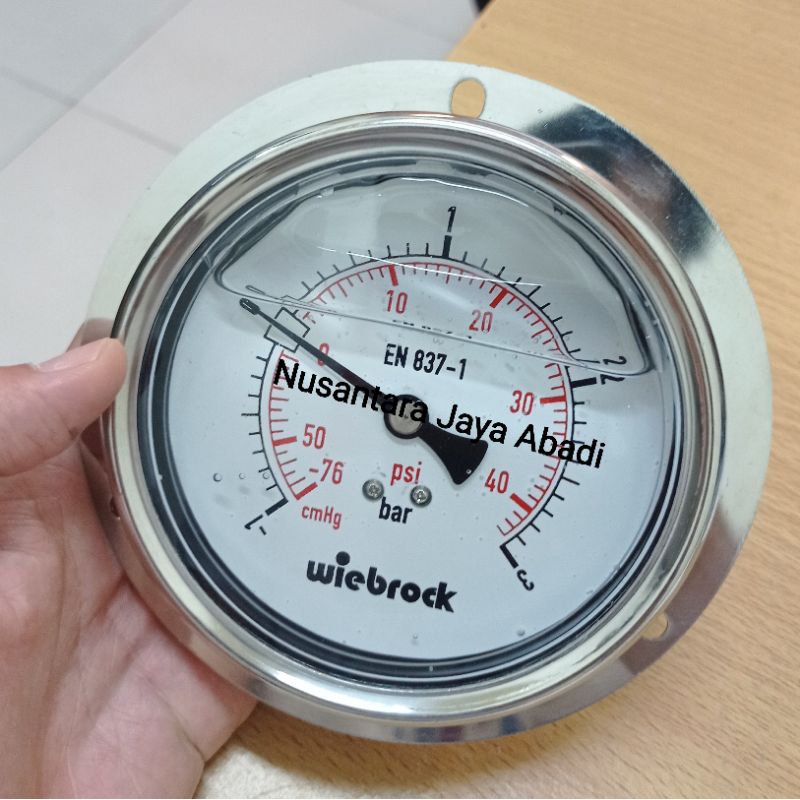 1
10
20
2
EN 837-1
0
30
Nusantara Jaya Abadi
50
-76
psi
40
cmHg
bar
-1
3
wiebrock